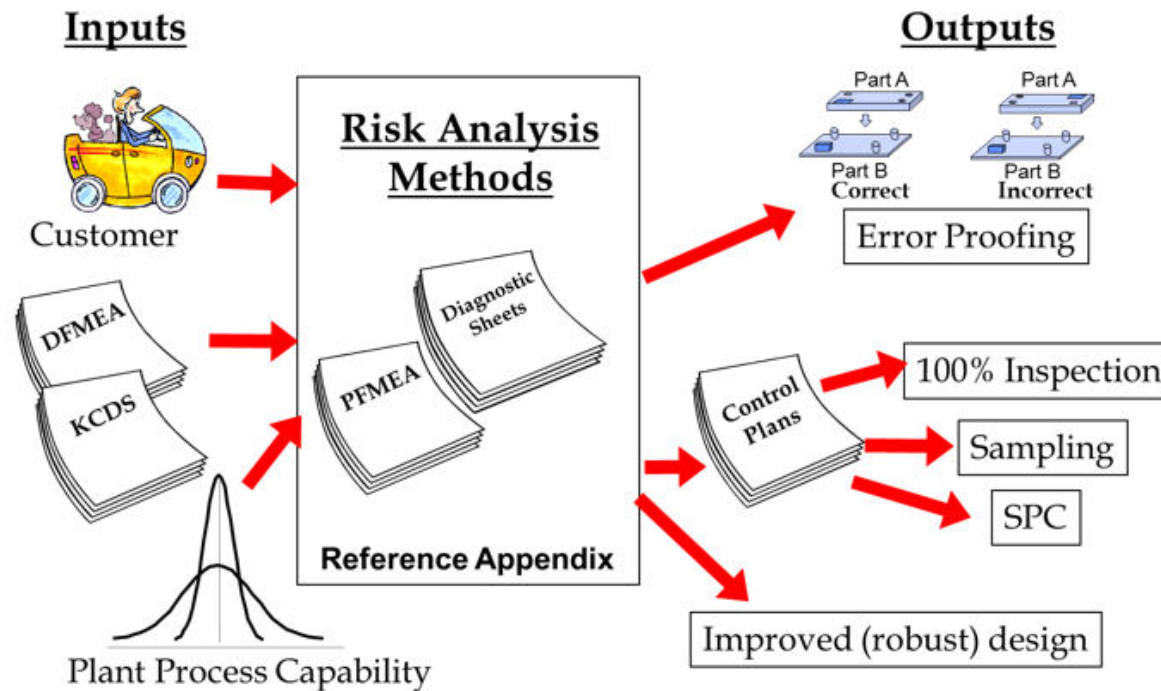 Inputs
Customer
DFMEA
KCDS
Plant Process Capability
Risk Analysis
Methods
Diagnostic
Sheets
PFMEA
Reference Appendix
Outputs
Part A
Part B
Correct
Part A
Part B
Incorrect
Error Proofing
Control
Plans
100% Inspection
Sampling
SPC
Improved (robust) design